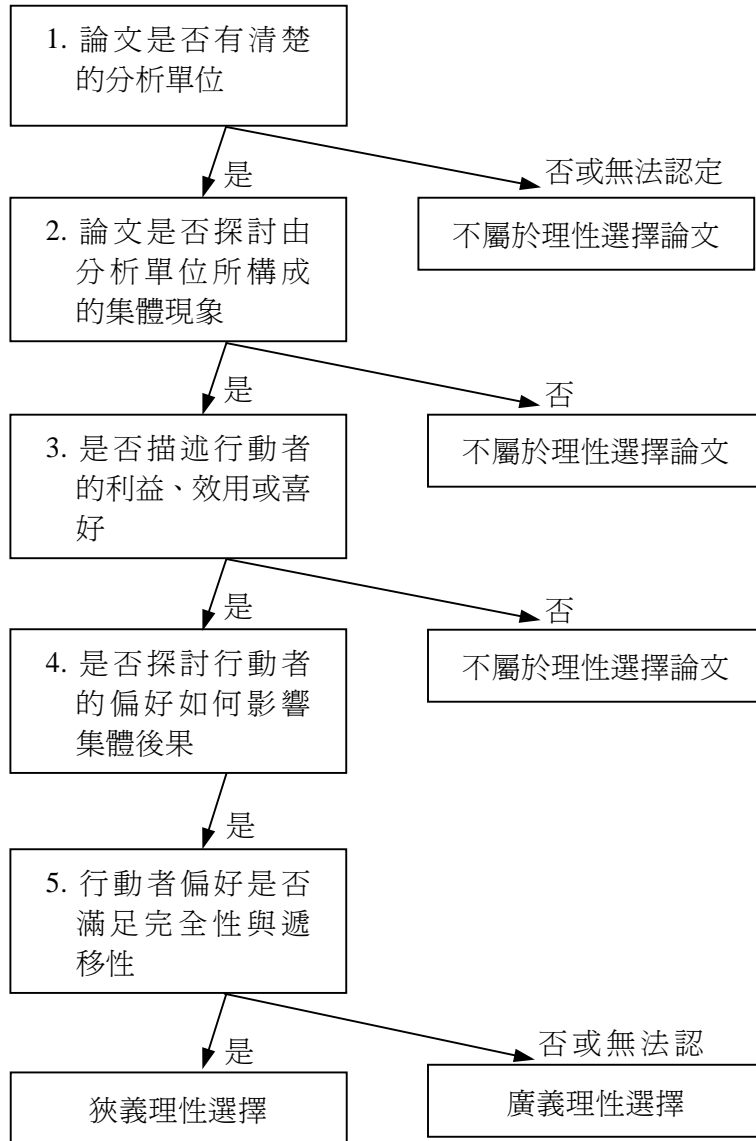 1. 論文是否有清楚
的分析單位
是
否或無法認定
2. 論文是否探討由
分析單位所構成
的集體現象
不屬於理性選擇論文
是
否
3. 是否描述行動者
的利益、效用或喜
好
不屬於理性選擇論文
是
否
4. 是否探討行動者
的偏好如何影響
集體後果
不屬於理性選擇論文
是
5. 行動者偏好是否
滿足完全性與遞
移性
是
否或無法認
狹義理性選擇
廣義理性選擇